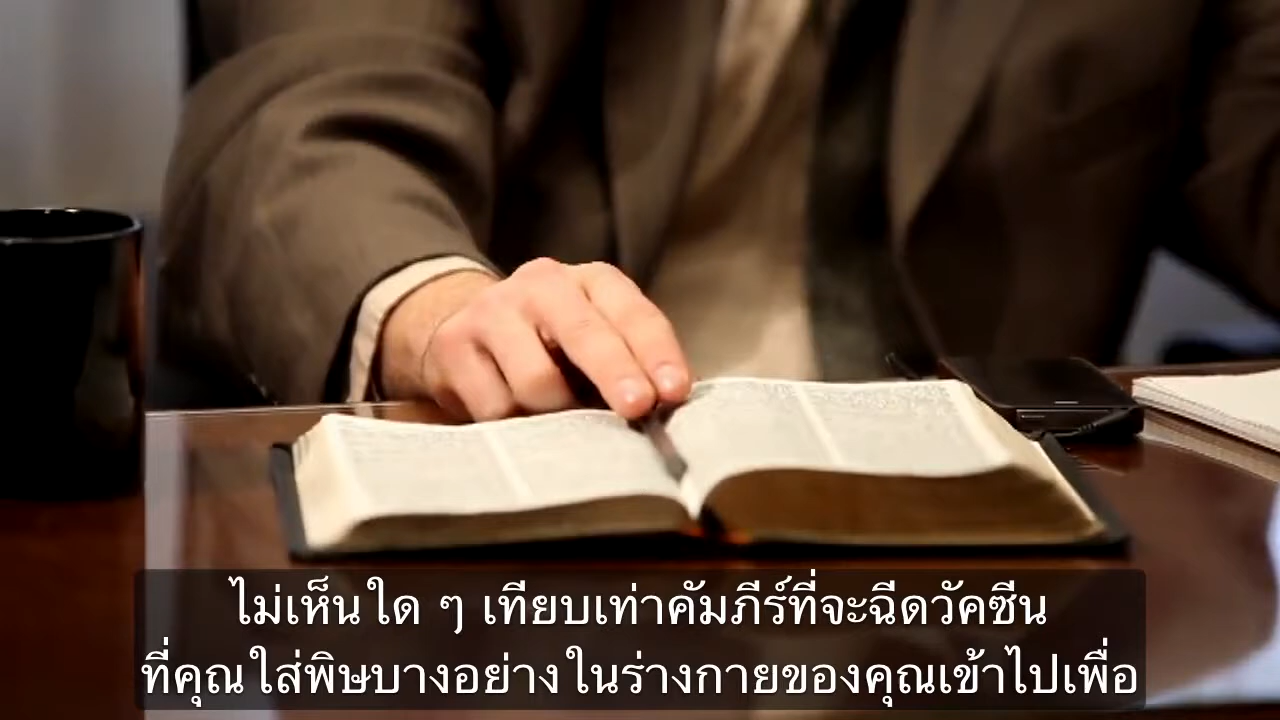 ไม่เห็นใด ๆ เทียบเท่าคัมภีร์ที่จะฉีดวัคซีน
ที่คุณใส่พิษบางอย่างในร่างกายของคุณเข้าไปเพื่อ